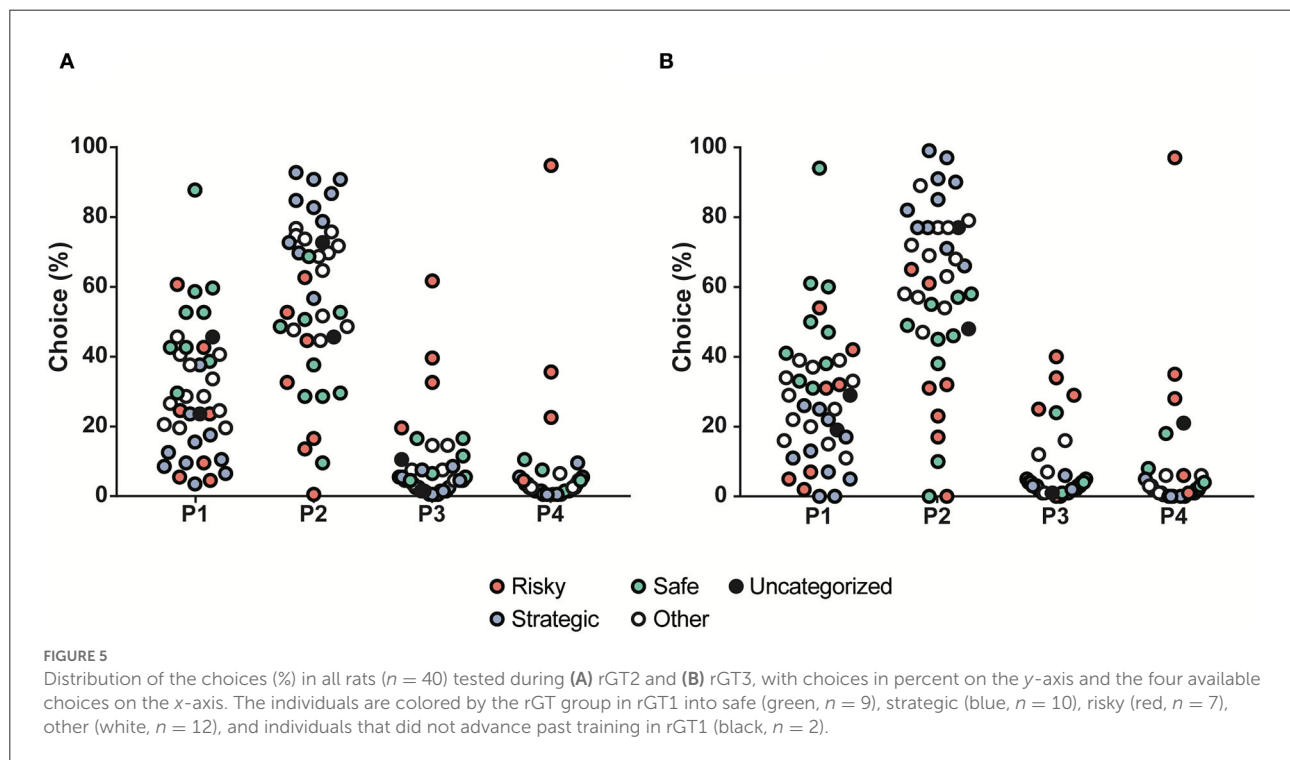 A
B
Choice (%)
100
80
60
40
20
0
P1 P2 P3 P4
Choice (%)
100
80
60
40
20
0
P1 P2 P3 P4
Risky Safe Uncategorized
Strategic Other
FIGURE 5
Distribution of the choices (%) in all rats (n = 40) tested during (A) rGT2 and (B) rGT3, with choices in percent on the y-axis and the four available
choices on the x-axis. The individuals are colored by the rGT group in rGT1 into safe (green, n = 9), strategic (blue, n = 10), risky (red, n = 7),
other (white, n = 12), and individuals that did not advance past training in rGT1 (black, n = 2).